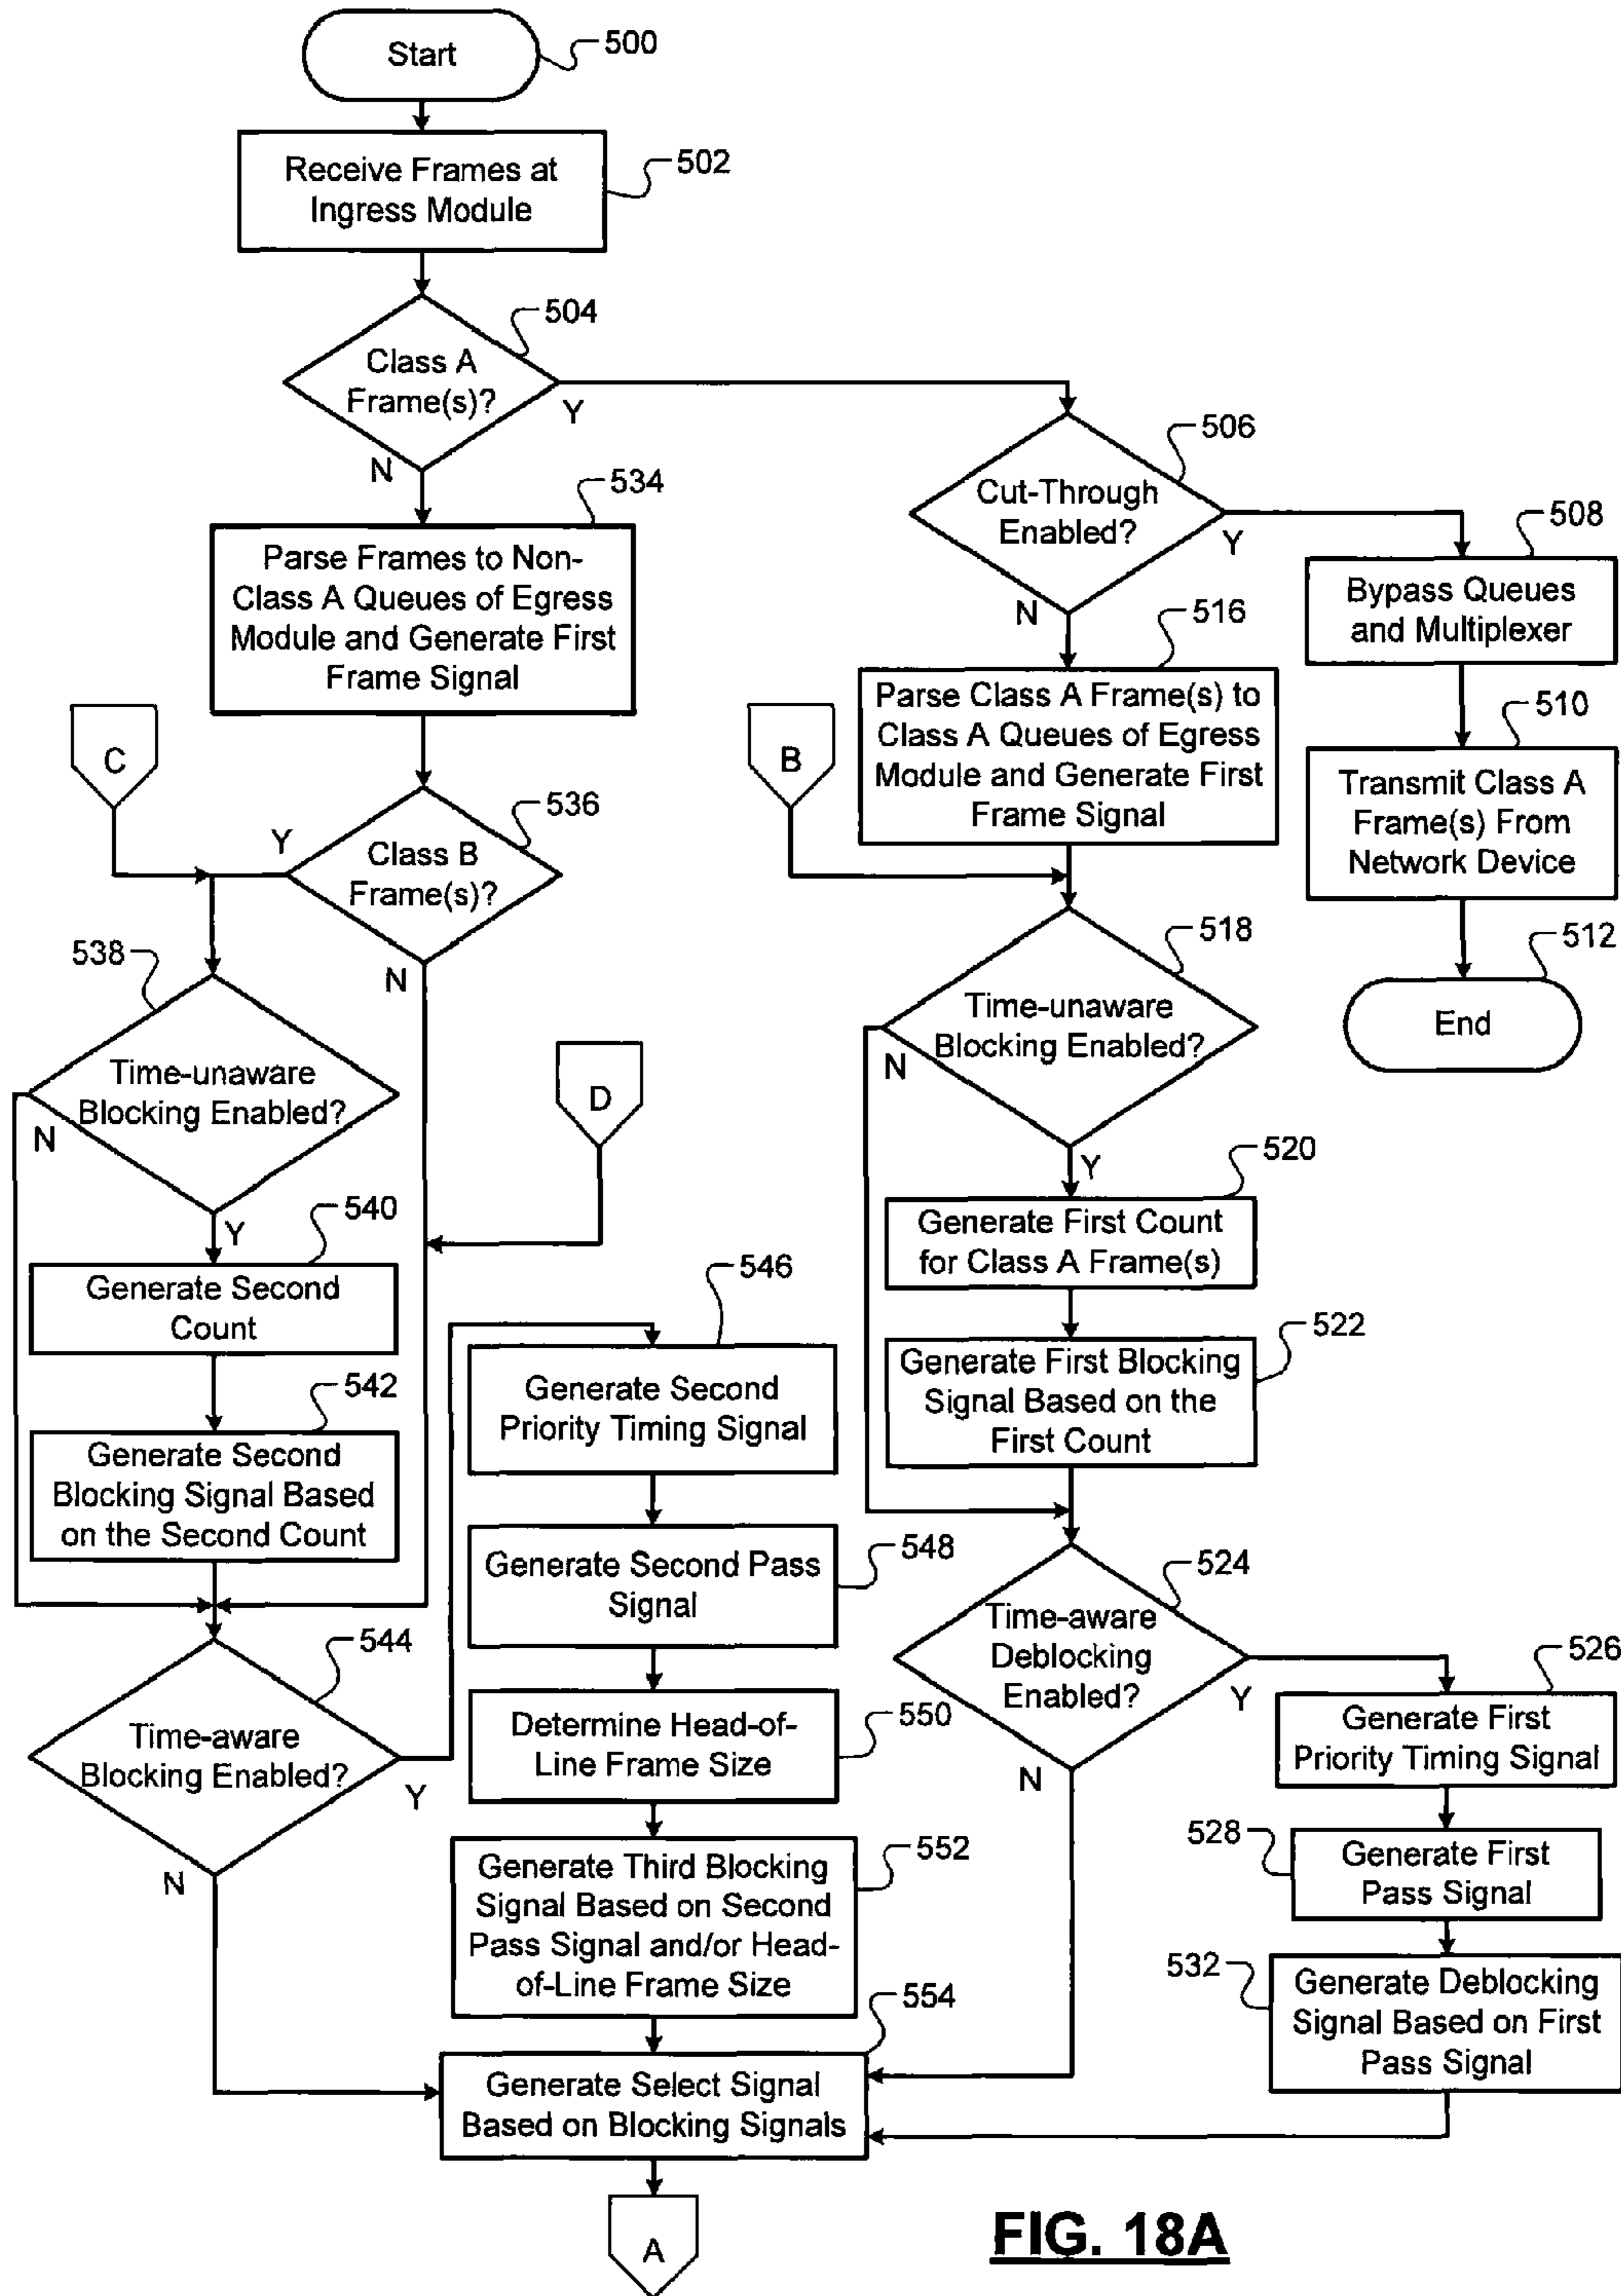 Start
500
Receive Frames at
Ingress Module
502
504
Class A
Frame(s)?
Y
N
506
Cut-Through
Enabled?
Y
N
508
Bypass Queues
and Multiplexer
510
Transmit Class A
Frame(s) From
Network Device
512
End
534
Parse Frames to Non-
Class A Queues of Egress
Module and Generate First
Frame Signal
516
Parse Class A Frame(s) to
Class A Queues of Egress
Module and Generate First
Frame Signal
C
B
536
Class B
Frame(s)?
Y
N
518
Time-unaware
Blocking Enabled?
N
Y
538
Time-unaware
Blocking Enabled?
N
Y
D
520
Generate First Count
for Class A Frame(s)
540
Generate Second
Count
522
Generate First Blocking
Signal Based on the
First Count
542
Generate Second
Blocking Signal Based
on the Second Count
546
Generate Second
Priority Timing Signal
548
Generate Second Pass
Signal
524
Time-aware
Deblocking
Enabled?
Y
N
544
Time-aware
Blocking Enabled?
Y
N
550
Determine Head-of-
Line Frame Size
526
Generate First
Priority Timing Signal
528
Generate First
Pass Signal
552
Generate Third Blocking
Signal Based on Second
Pass Signal and/or Head-
of-Line Frame Size
532
Generate Deblocking
Signal Based on First
Pass Signal
554
Generate Select Signal
Based on Blocking Signals
A
FIG. 18A